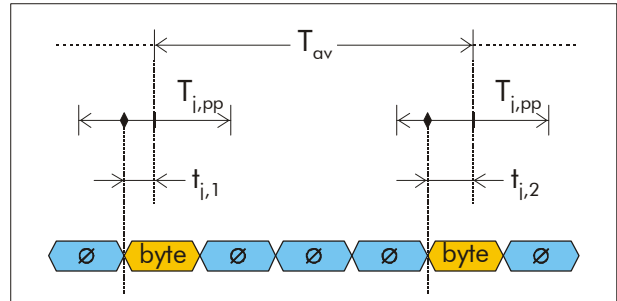 T_av
T_j,pp T_j,pp
t_j,1 t_j,2
∅ byte ∅ ∅ ∅ byte ∅